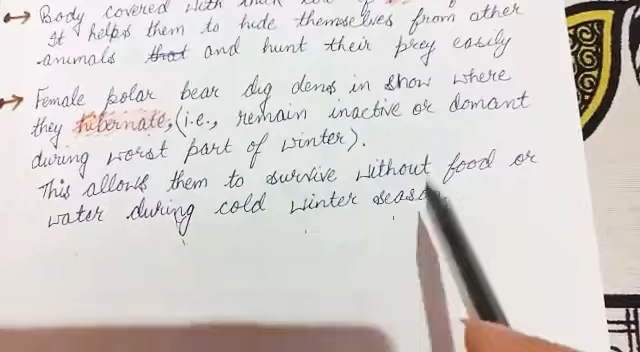 Body covered with thick
It helps them to hide themselves from other
animals that and hunt their prey easily
Female polar bear dig dens in snow where
they hibernate, (i.e., remain inactive or domant
during worst part of winter).
This allows them to survive without food or
water during cold winter